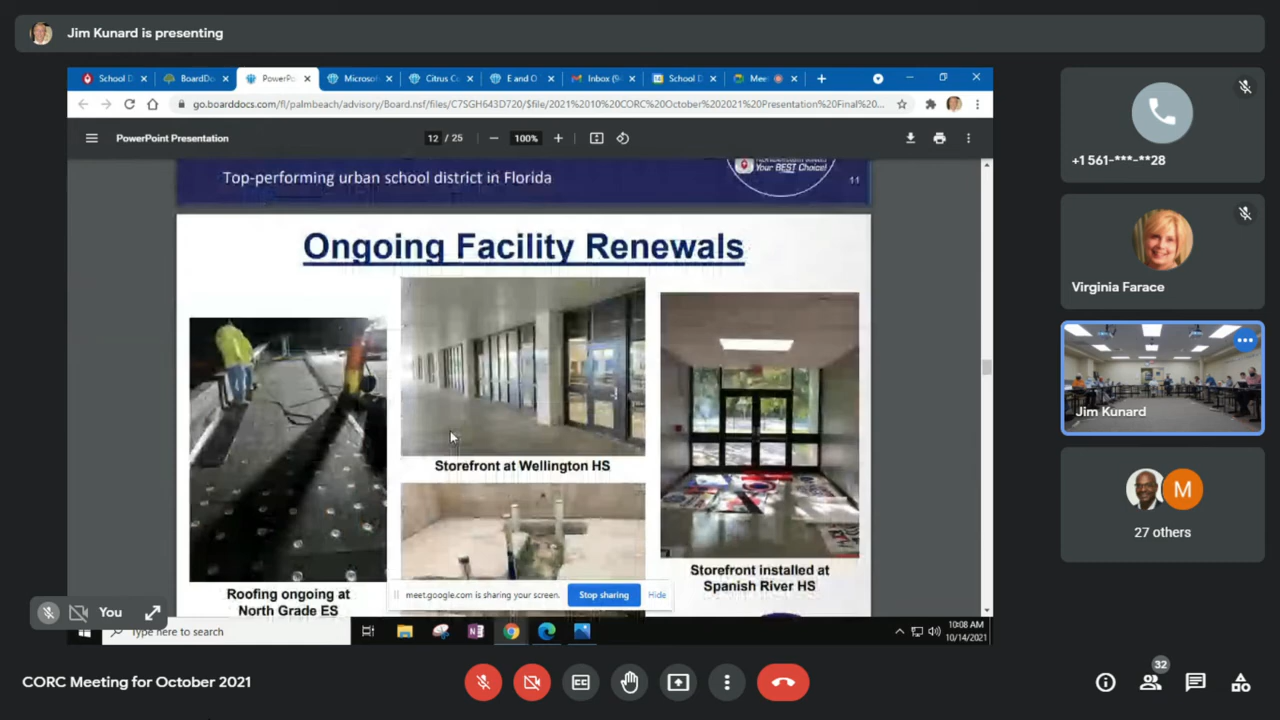 Jim Kunard is presenting
School D
BoardDo
PowerPo
Microsof
Citrus C
E and O
Inbox (9
School D
Mee
go.boarddocs.com/fl/palmbeach/advisory/Board.nsf/files/C7SGH643D720/$file/2021%2010%20CORC%20October%202021%20Presentation%20Final%20...
PowerPoint Presentation
12 / 25
100%
Top-performing urban school district in Florida
Your BEST Choice!
11
Ongoing Facility Renewals
Storefront at Wellington HS
Storefront installed at
Spanish River HS
Roofing ongoing at
North Grade ES
meet.google.com is sharing your screen.
Stop sharing
Hide
You
Type here to search
10:08 AM
10/14/2021
+1 561-***-**28
Virginia Farace
Jim Kunard
M
27 others
CORC Meeting for October 2021
32